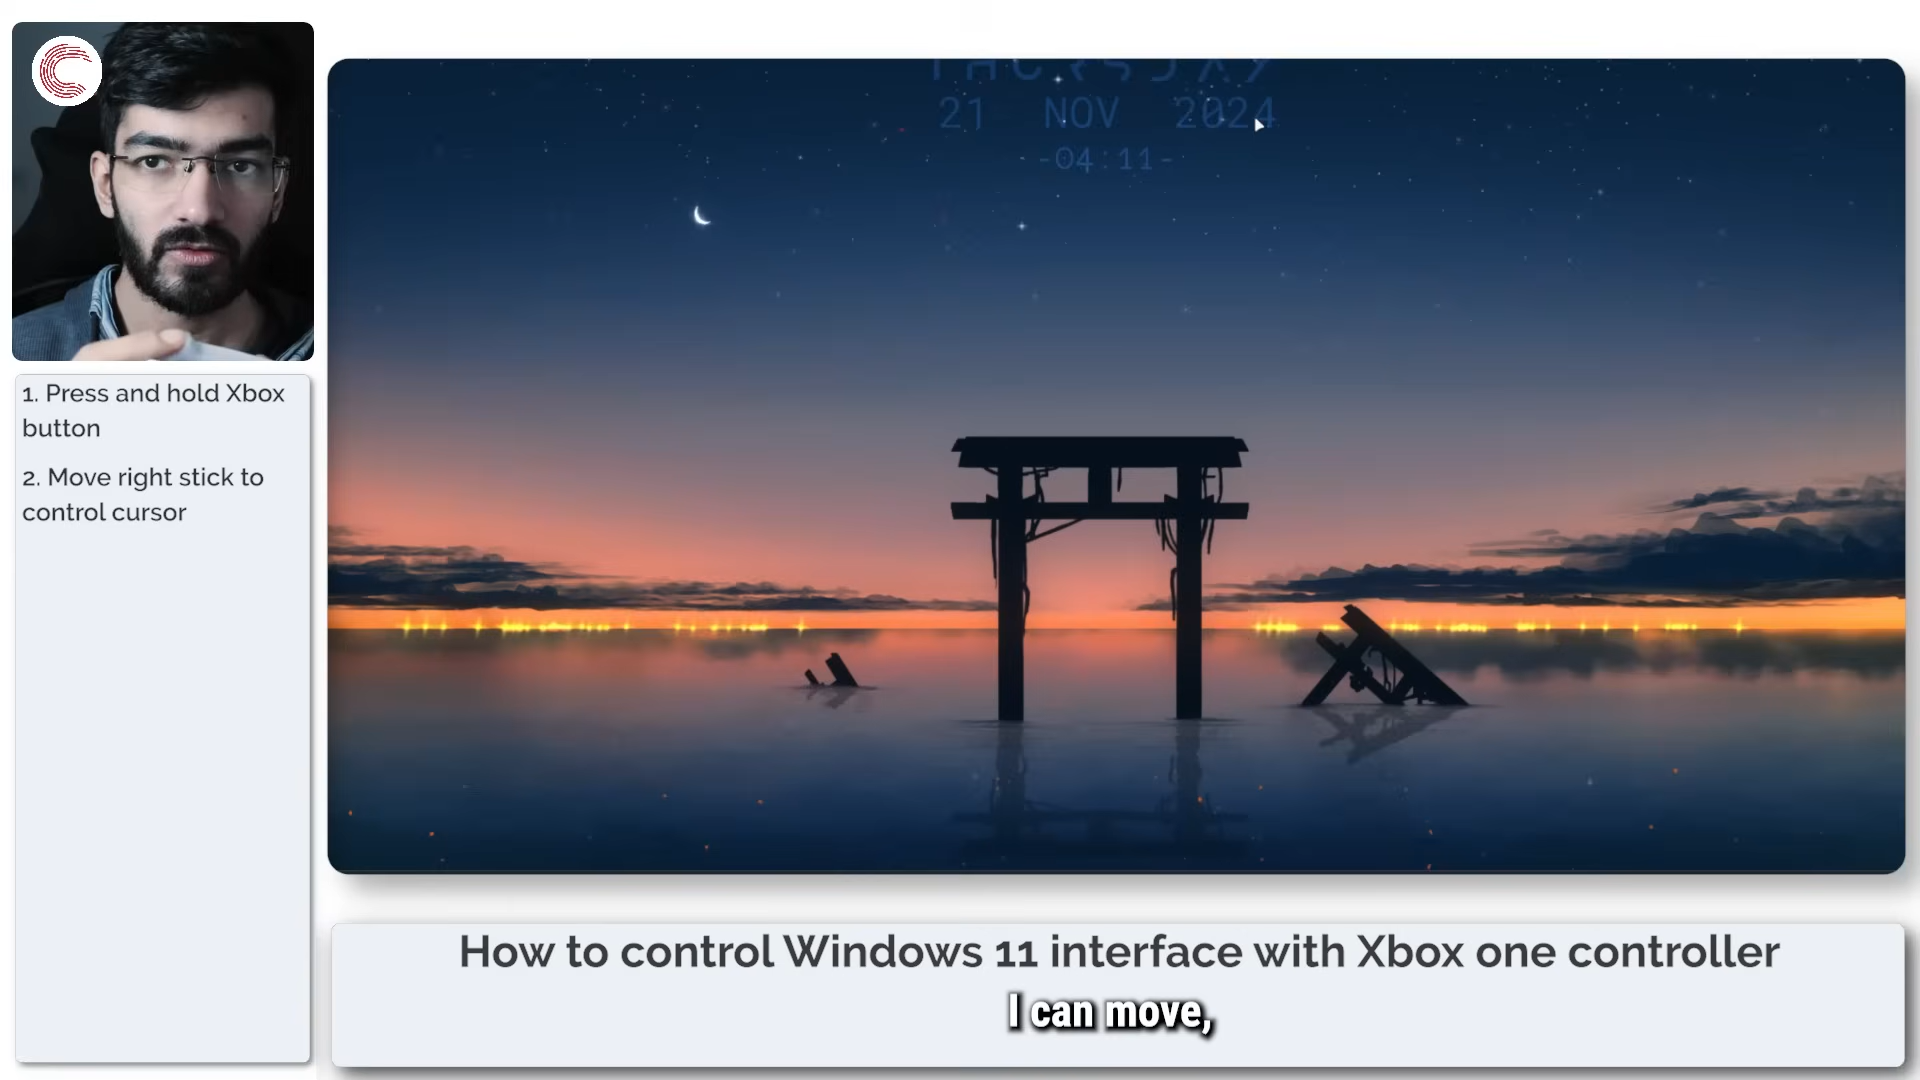 1. Press and hold Xbox
button
2. Move right stick to
control cursor
THURSDAY
21 NOV 2024
-04:11-
How to control Windows 11 interface with Xbox one controller
I can move,